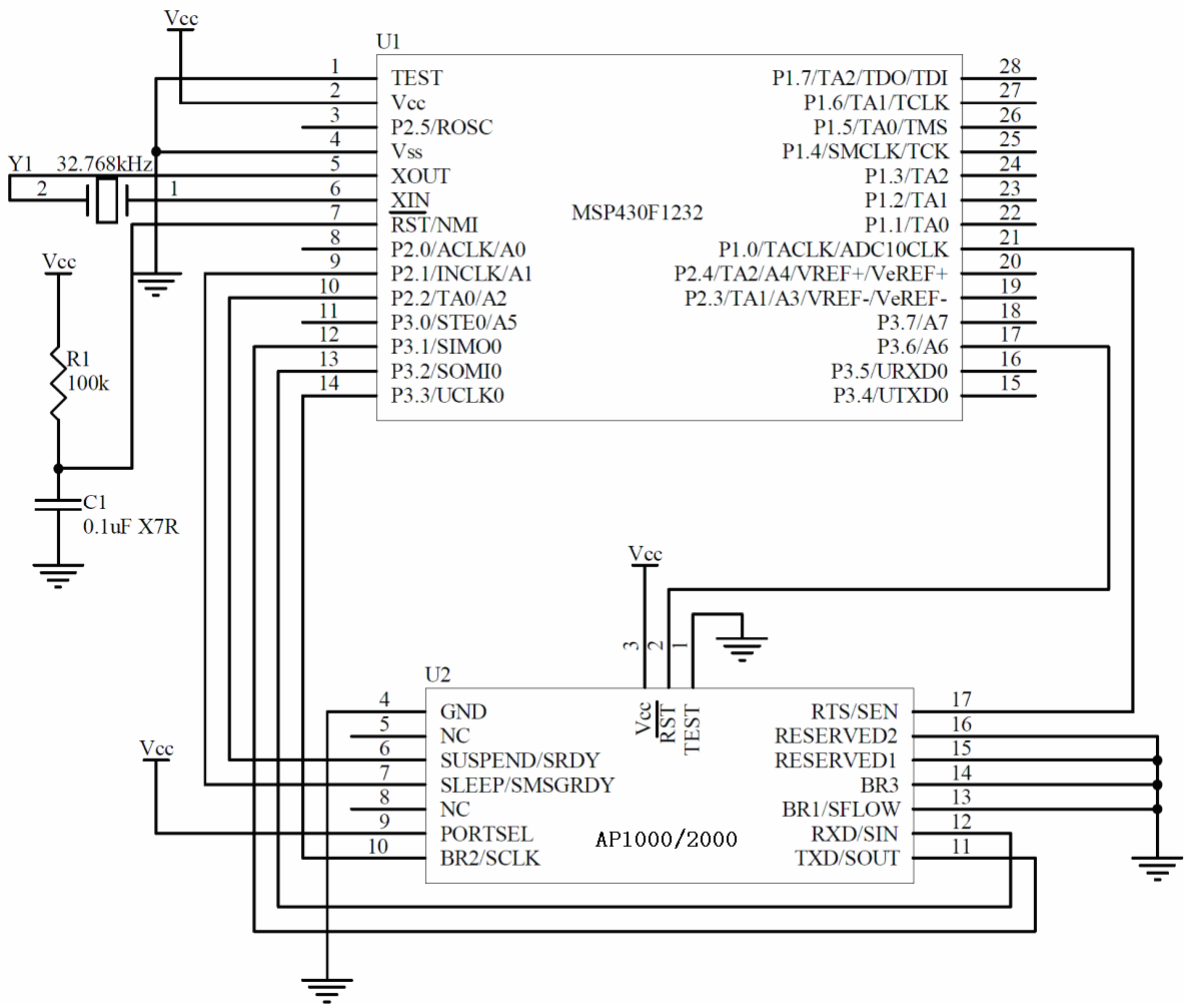 Vcc
U1
1 TEST
2 Vcc
3 P2.5/ROSC
4 Vss
5 XOUT
6 XIN
7 RST/NMI
8 P2.0/ACLK/A0
9 P2.1/INCLK/A1
10 P2.2/TA0/A2
11 P3.0/STE0/A5
12 P3.1/SIMO0
13 P3.2/SOMI0
14 P3.3/UCLK0
MSP430F1232
P1.7/TA2/TDO/TDI 28
P1.6/TA1/TCLK 27
P1.5/TA0/TMS 26
P1.4/SMCLK/TCK 25
P1.3/TA2 24
P1.2/TA1 23
P1.1/TA0 22
P1.0/TACLK/ADC10CLK 21
P2.4/TA2/A4/VREF+/VeREF+ 20
P2.3/TA1/A3/VREF-/VeREF- 19
P3.7/A7 18
P3.6/A6 17
P3.5/URXD0 16
P3.4/UTXD0 15
Y1 32.768kHz
2 1
Vcc
R1
100k
C1
0.1uF X7R
Vcc
3 2 1
Vcc RST TEST
U2
4 GND
5 NC
6 SUSPEND/SRDY
7 SLEEP/SMSGRDY
8 NC
9 PORTSEL
10 BR2/SCLK
Vcc
AP1000/2000
RTS/SEN 17
RESERVED2 16
RESERVED1 15
BR3 14
BR1/SFLOW 13
RXD/SIN 12
TXD/SOUT 11